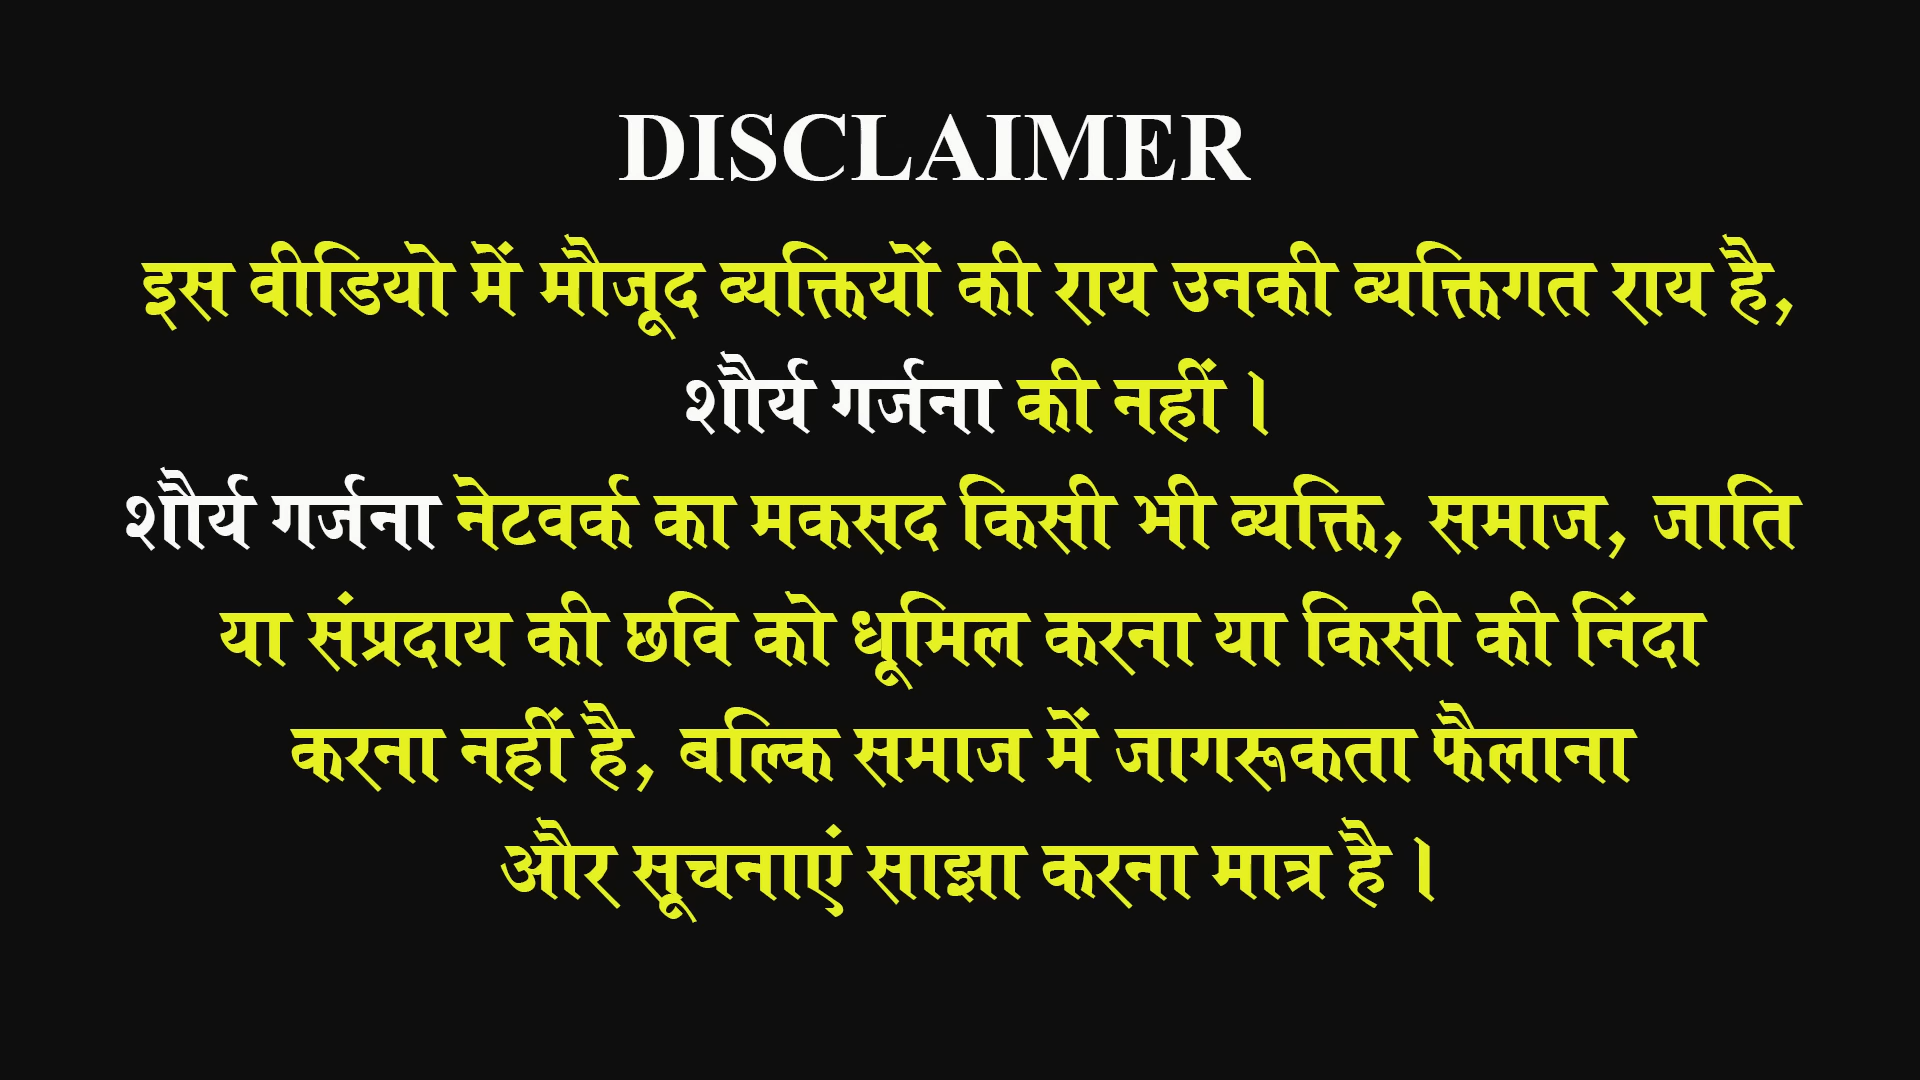 DISCLAIMER
इस वीडियो में मौजूद व्यक्तियों की राय उनकी व्यक्तिगत राय है,
शौर्य गर्जना की नहीं ।
शौर्य गर्जना नेटवर्क का मकसद किसी भी व्यक्ति, समाज, जाति
या संप्रदाय की छवि को धूमिल करना या किसी की निंदा
करना नहीं है, बल्कि समाज में जागरूकता फैलाना
और सूचनाएं साझा करना मात्र है ।